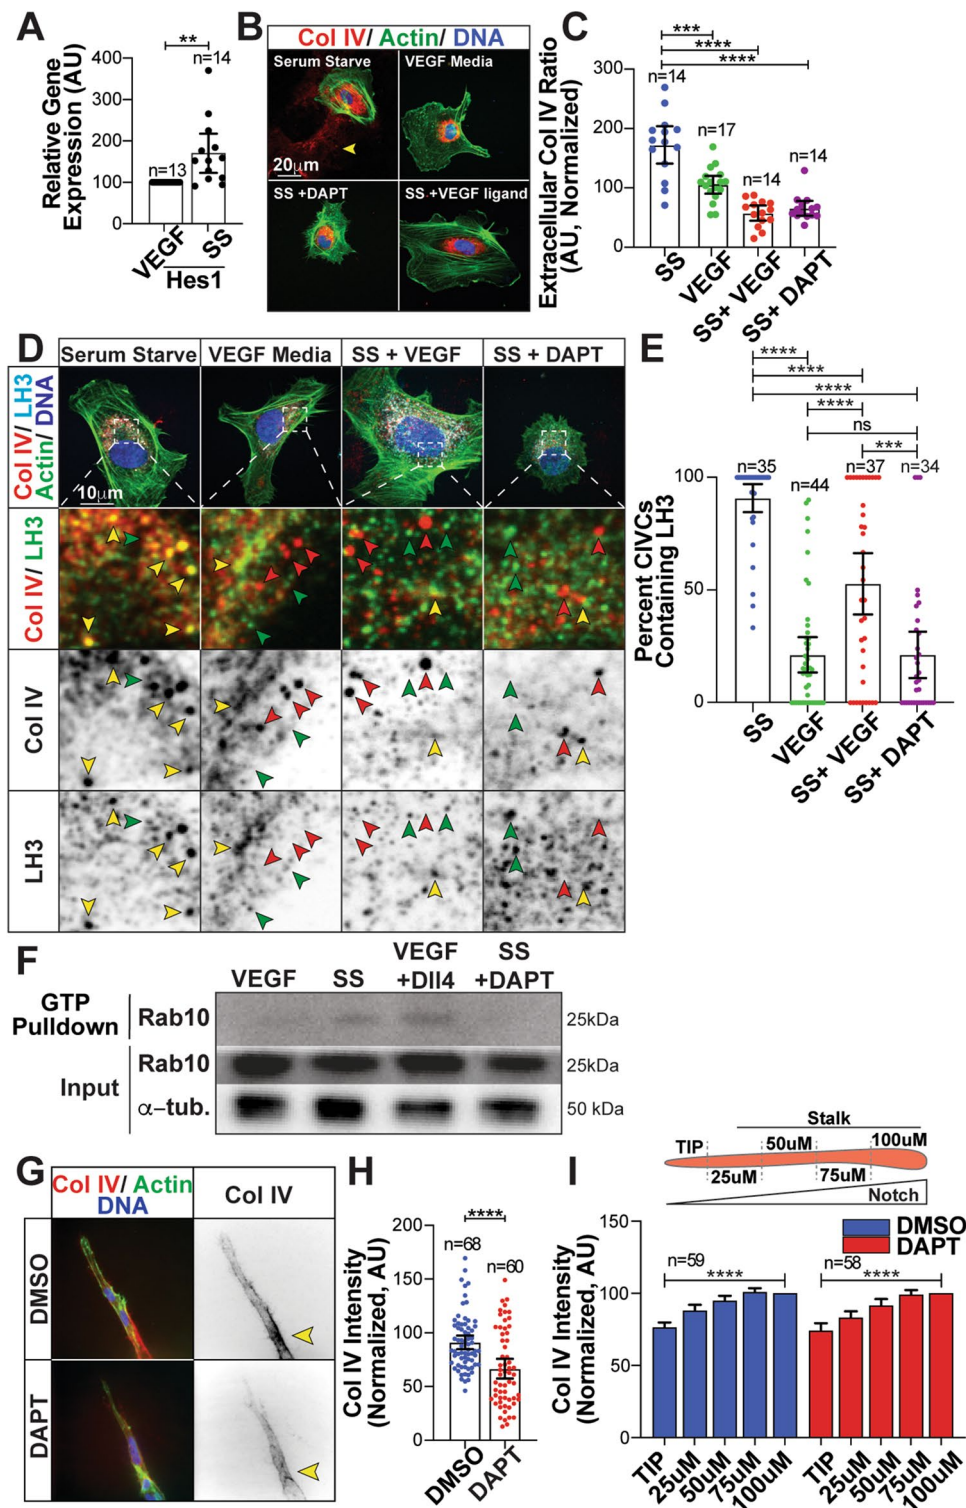 A
**
n=14
Relative Gene
Expression (AU)
400
300
200
100
0
n=13
VEGF
SS
Hes1
B
Col IV/ Actin/ DNA
Serum Starve
VEGF Media
20µm
SS +DAPT
SS +VEGF ligand
C
***
****
****
Extracellular Col IV Ratio
(AU, Normalized)
300
200
100
0
n=14
n=17
n=14
n=14
SS
VEGF
SS+ VEGF
SS+ DAPT
D
Serum Starve
VEGF Media
SS + VEGF
SS + DAPT
Col IV/ LH3
Actin/ DNA
10µm
Col IV/ LH3
Col IV
LH3
E
****
****
****
****
ns
***
Percent CIVCs
Containing LH3
100
50
0
n=35
n=44
n=37
n=34
SS
VEGF
SS+ VEGF
SS+ DAPT
F
VEGF
SS
VEGF
+Dll4
SS
+DAPT
GTP
Pulldown
Rab10
25kDa
Input
Rab10
25kDa
α–tub.
50 kDa
G
Col IV/ Actin
DNA
Col IV
DMSO
DAPT
H
****
n=68
n=60
Col IV Intensity
(Normalized, AU)
200
150
100
50
0
DMSO
DAPT
I
Stalk
TIP
25uM
50uM
75uM
100uM
Notch
DMSO
DAPT
Col IV Intensity
(Normalized, AU)
150
100
50
0
n=59
****
n=58
****
TIP
25uM
50uM
75uM
100uM
TIP
25uM
50uM
75uM
100uM